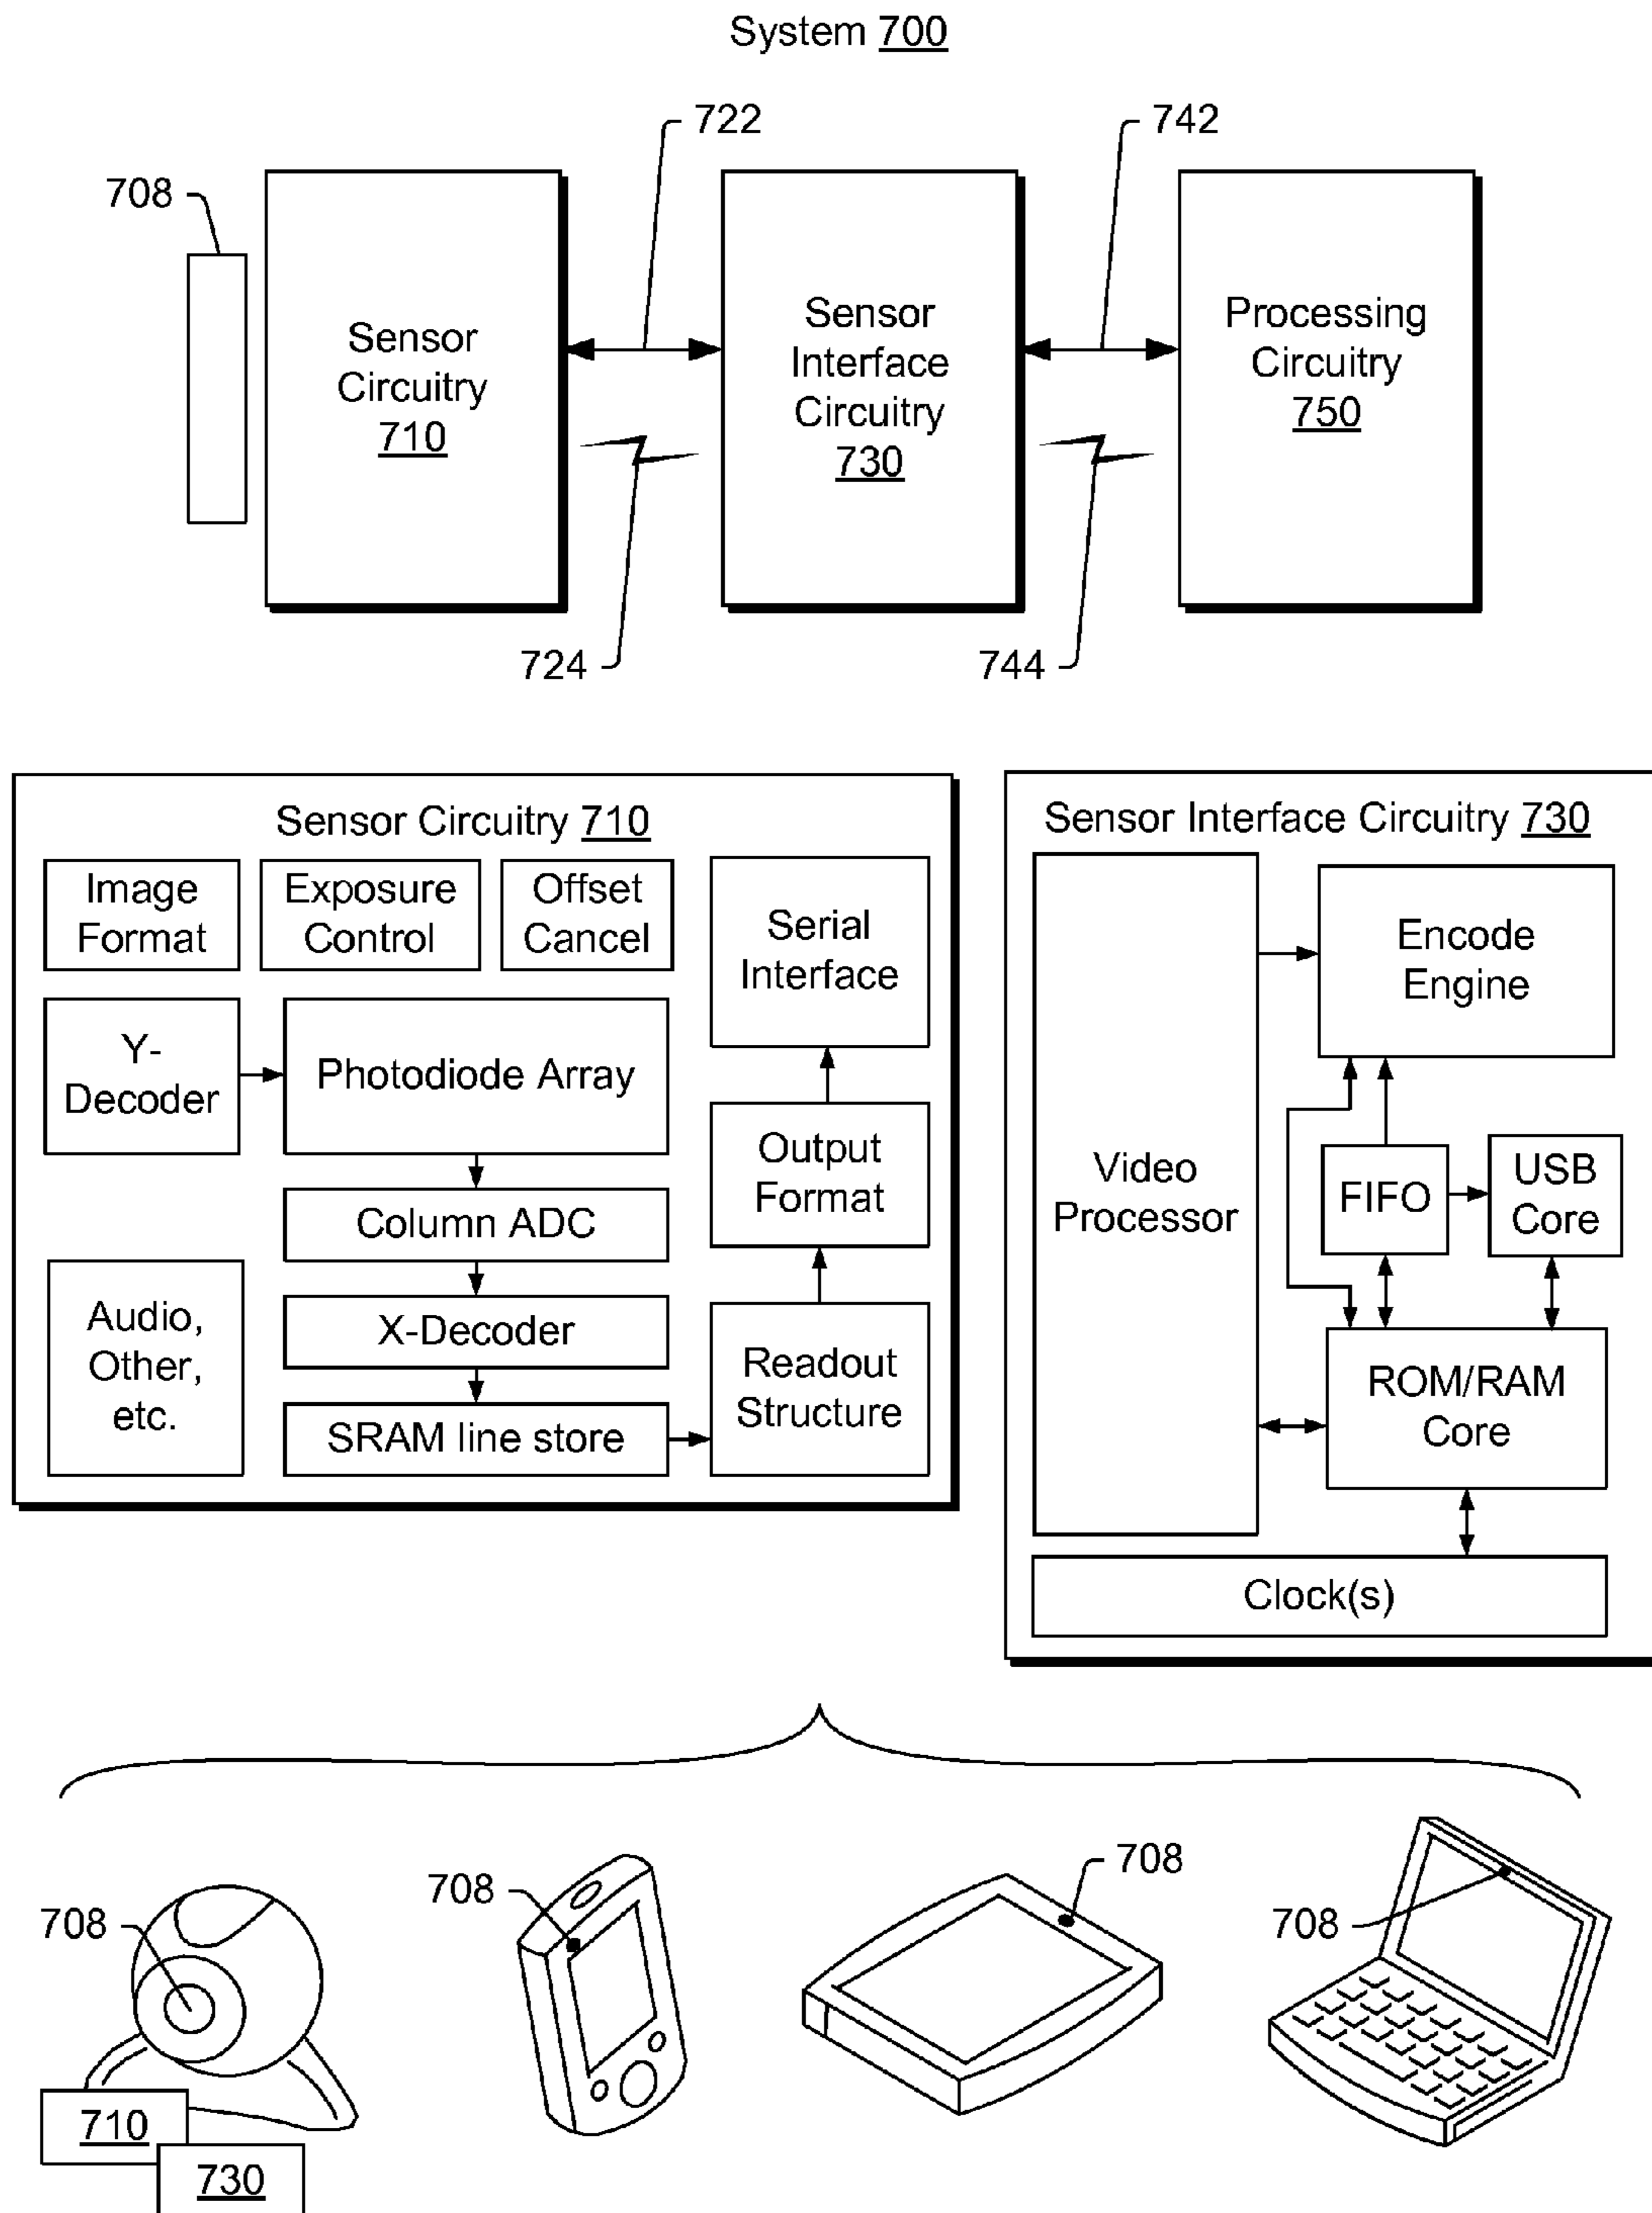 System 700
722
742
708
Sensor
Circuitry
710
Sensor
Interface
Circuitry
730
Processing
Circuitry
750
724
744
Sensor Circuitry 710
Image
Format
Exposure
Control
Offset
Cancel
Serial
Interface
Y-
Decoder
Photodiode Array
Output
Format
Column ADC
Audio,
Other,
etc.
X-Decoder
Readout
Structure
SRAM line store
Sensor Interface Circuitry 730
Encode
Engine
Video
Processor
FIFO
USB
Core
ROM/RAM
Core
Clock(s)
708
708
708
708
710
730